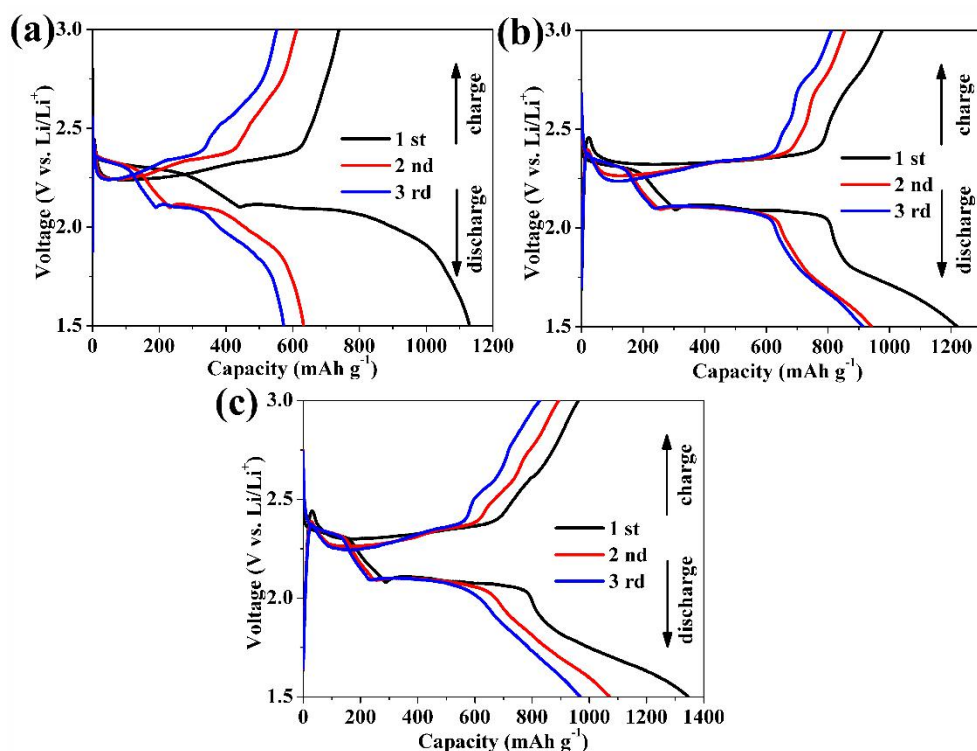 (a)
3.0
2.5
2.0
1.5
Voltage (V vs. Li/Li⁺)
charge
discharge
1 st
2 nd
3 rd
0 200 400 600 800 1000 1200
Capacity (mAh g⁻¹)
(b)
3.0
2.5
2.0
1.5
Voltage (V vs. Li/Li⁺)
charge
discharge
1 st
2 nd
3 rd
0 200 400 600 800 1000 1200
Capacity (mAh g⁻¹)
(c)
3.0
2.5
2.0
1.5
Voltage (V vs. Li/Li⁺)
charge
discharge
1 st
2 nd
3 rd
0 200 400 600 800 1000 1200 1400
Capacity (mAh g⁻¹)